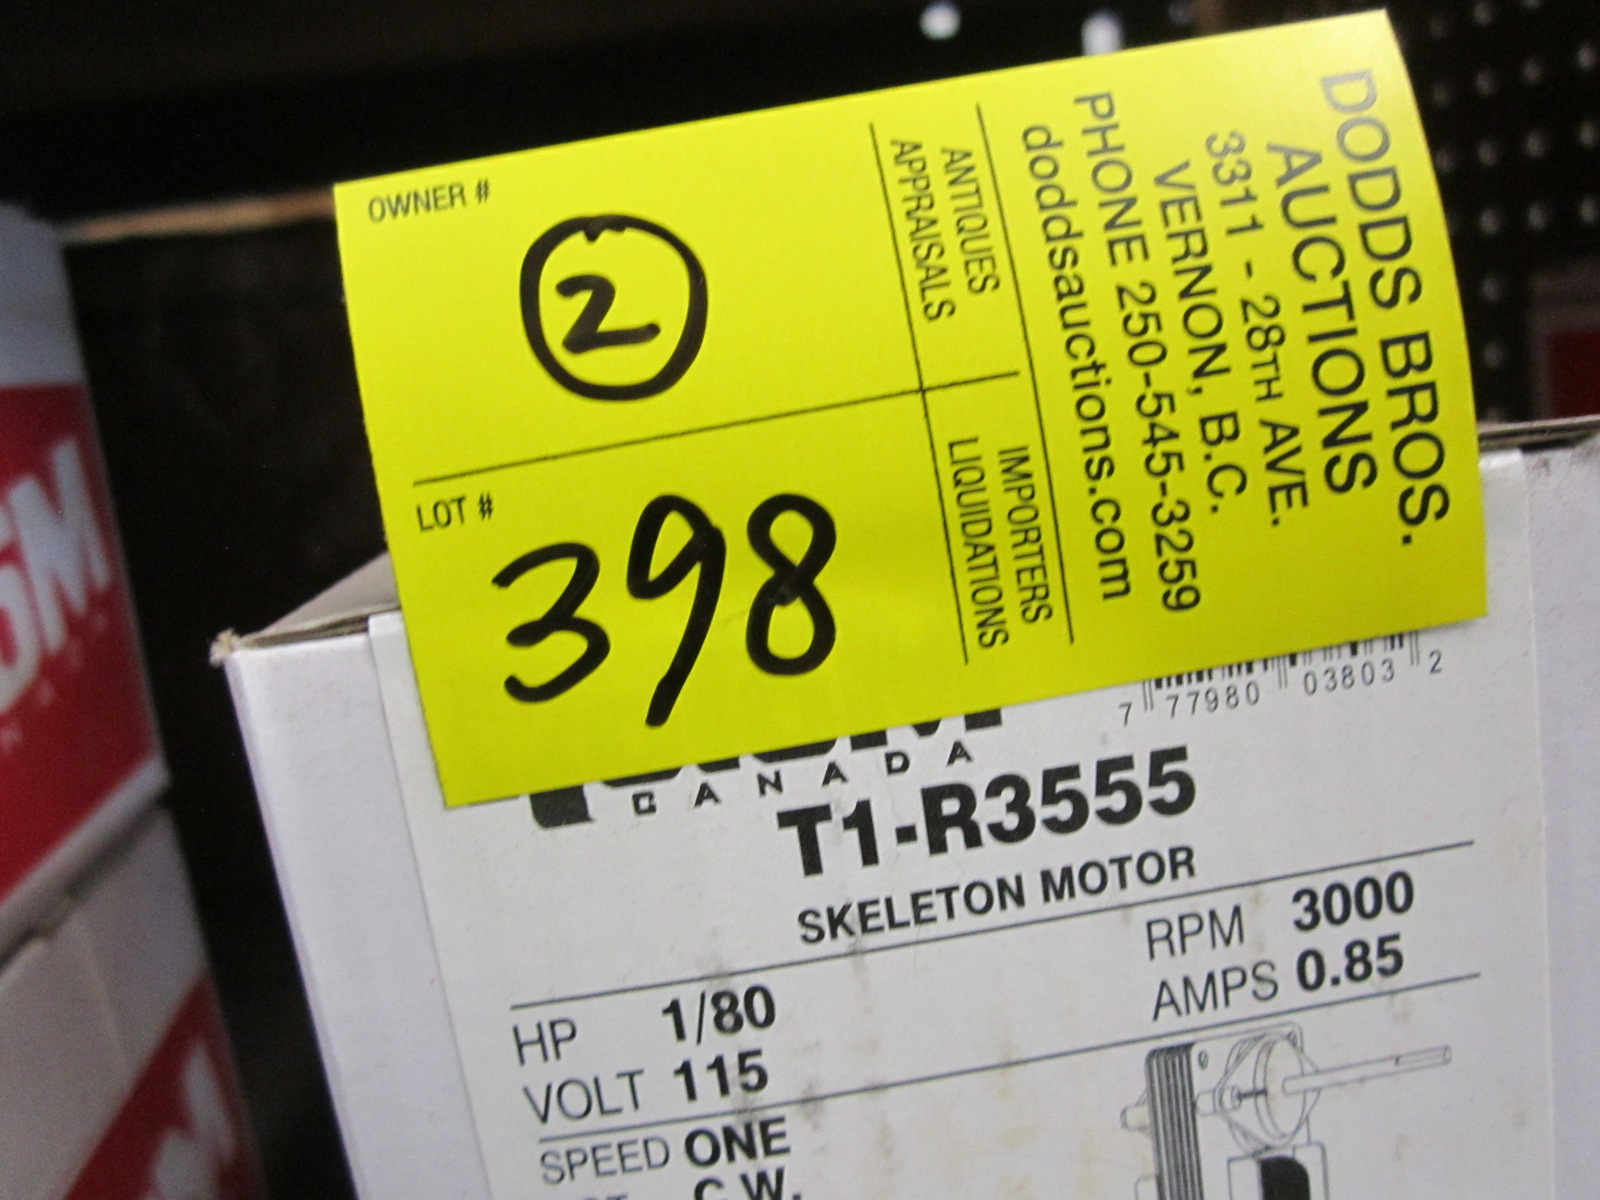 DODDS BROS.
AUCTIONS
3311 - 28TH AVE.
VERNON, B.C.
PHONE 250-545-3259
doddsauctions.com
ANTIQUES
APPRAISALS
IMPORTERS
LIQUIDATIONS
OWNER #
2
LOT #
398
7 77980 03803 2
CANADA
T1-R3555
SKELETON MOTOR
HP 1/80
RPM 3000
VOLT 115
AMPS 0.85
SPEED ONE
C.W.